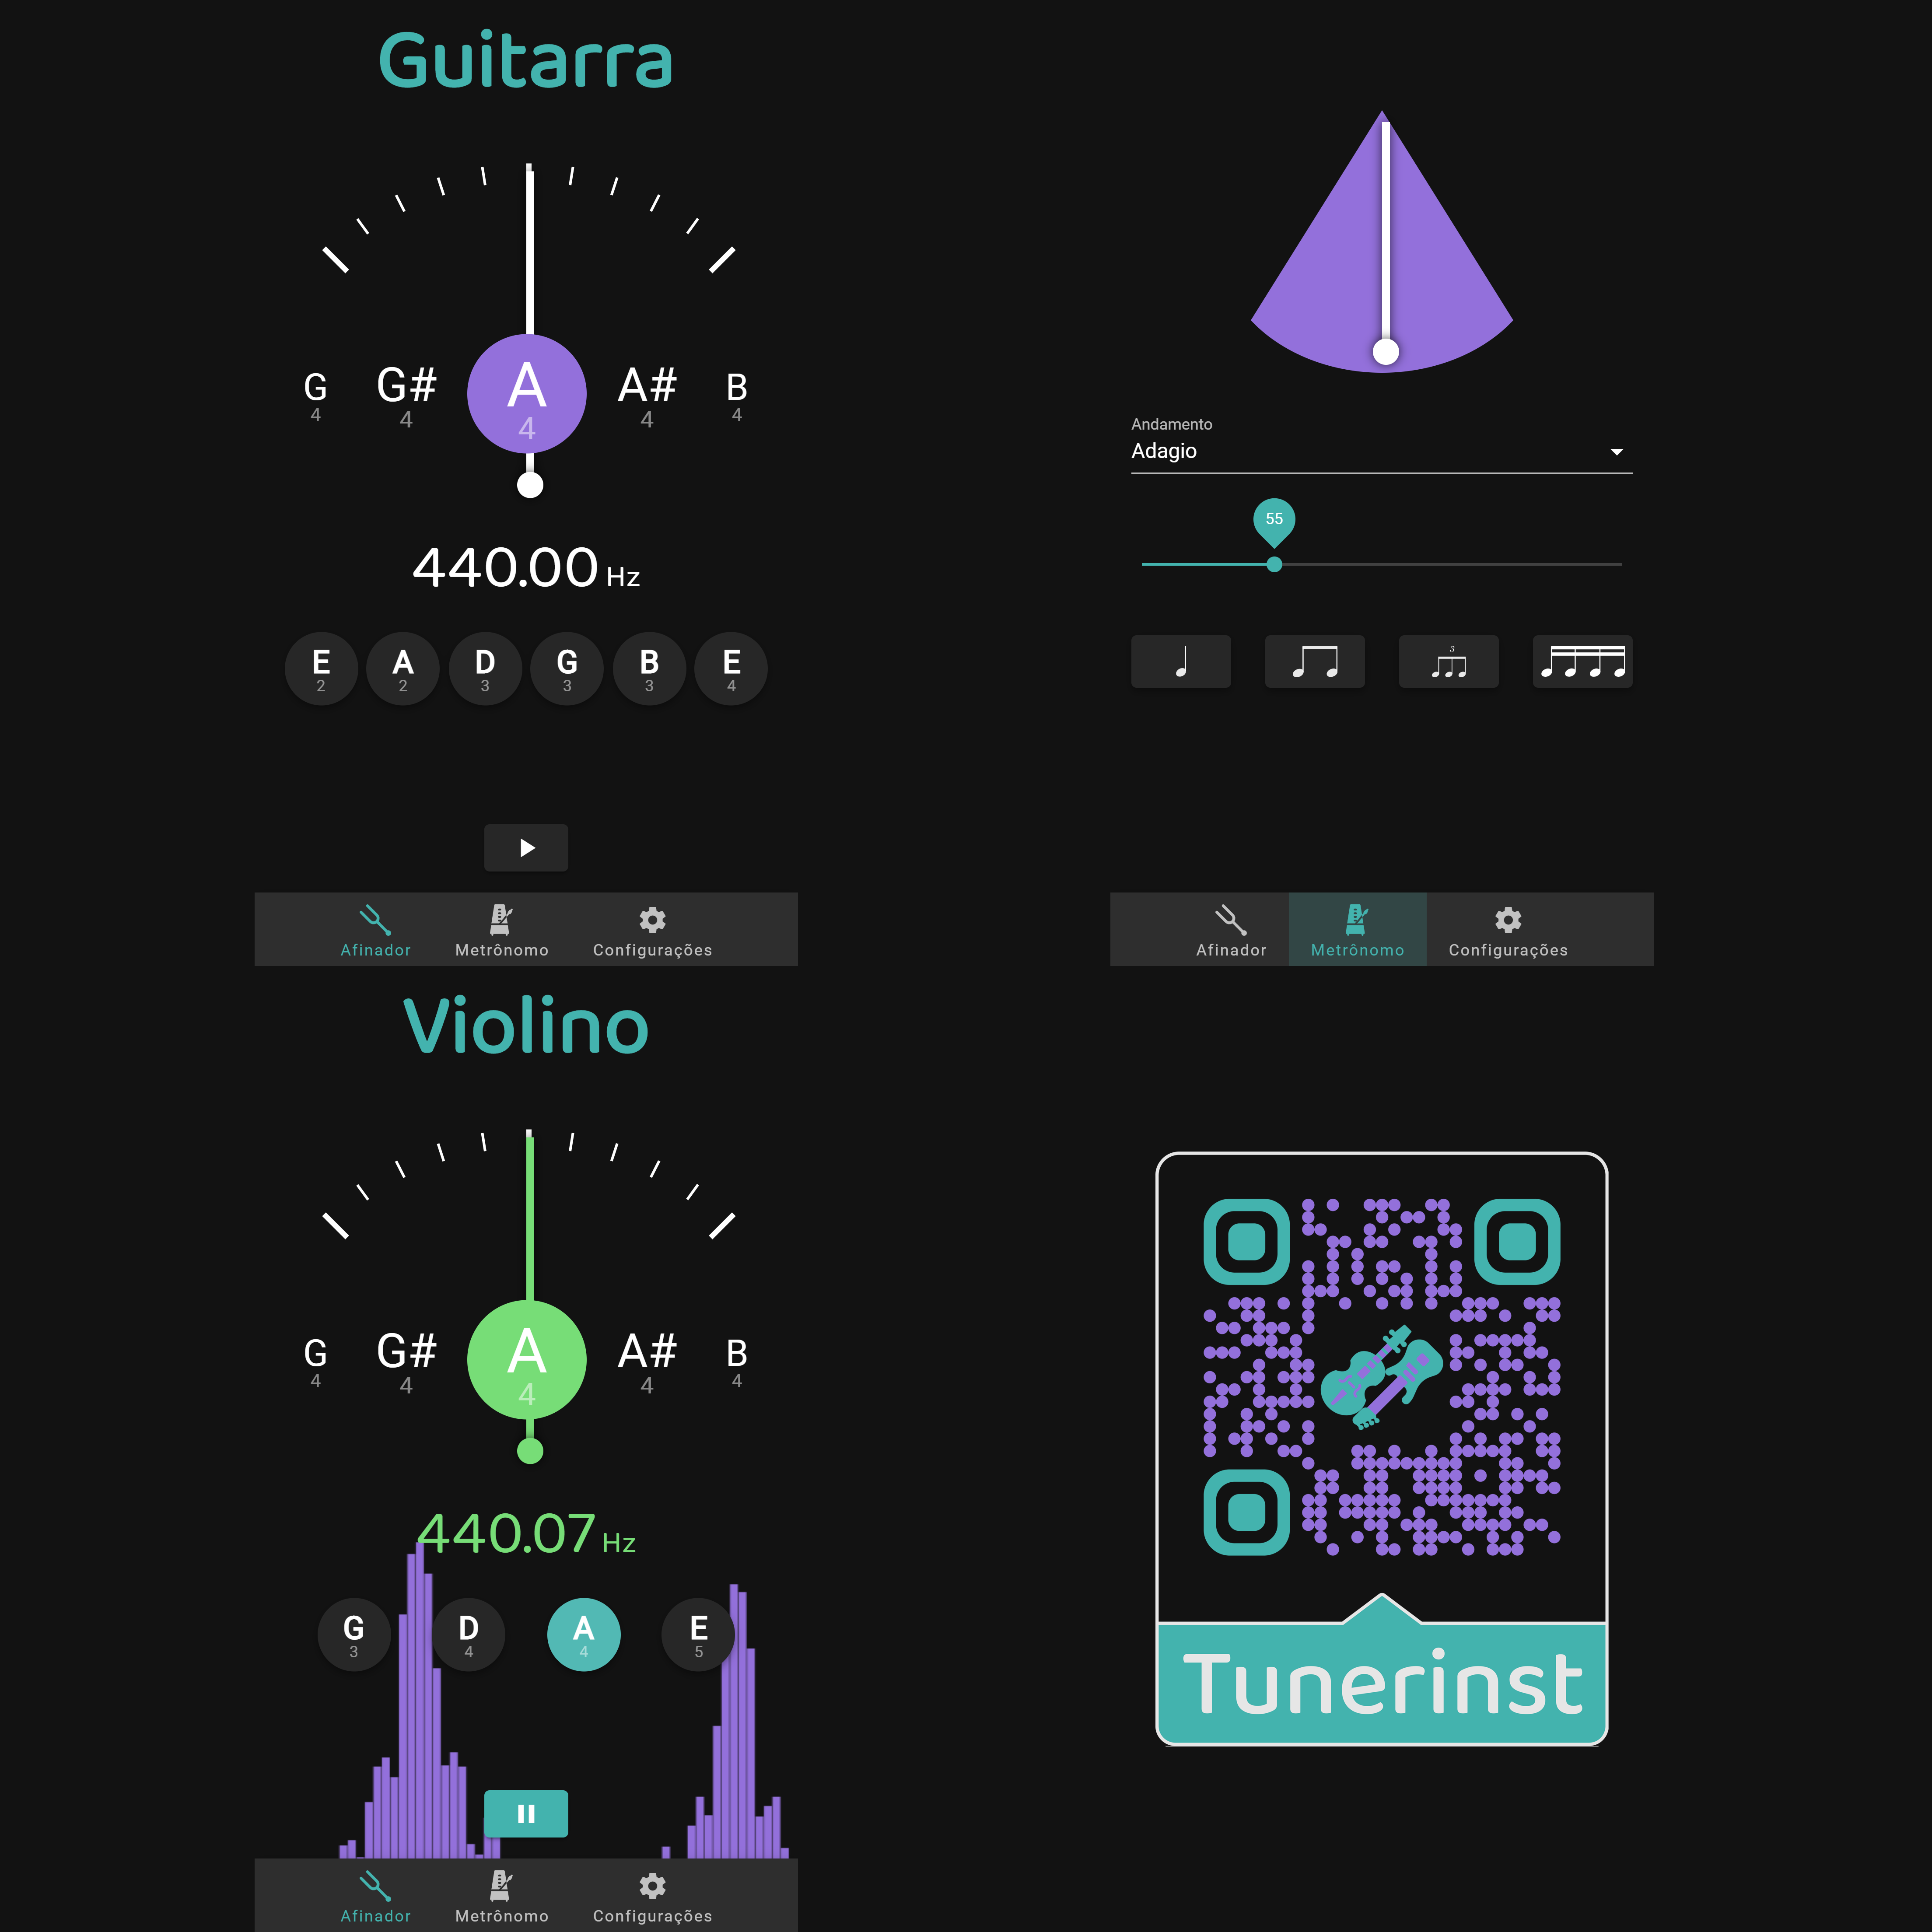 Guitarra
G G# A A# B
4 4 4 4 4
440.00 Hz
E A D G B E
2 2 3 3 3 4
Afinador Metrônomo Configurações
Andamento
Adagio
55
3
Afinador Metrônomo Configurações
Violino
G G# A A# B
4 4 4 4 4
440.07 Hz
G D A E
3 4 4 5
Afinador Metrônomo Configurações
Tunerinst